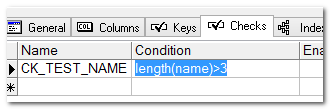 General Columns Keys Checks Index
Name Condition Ena
CK_TEST_NAME length(name)>3